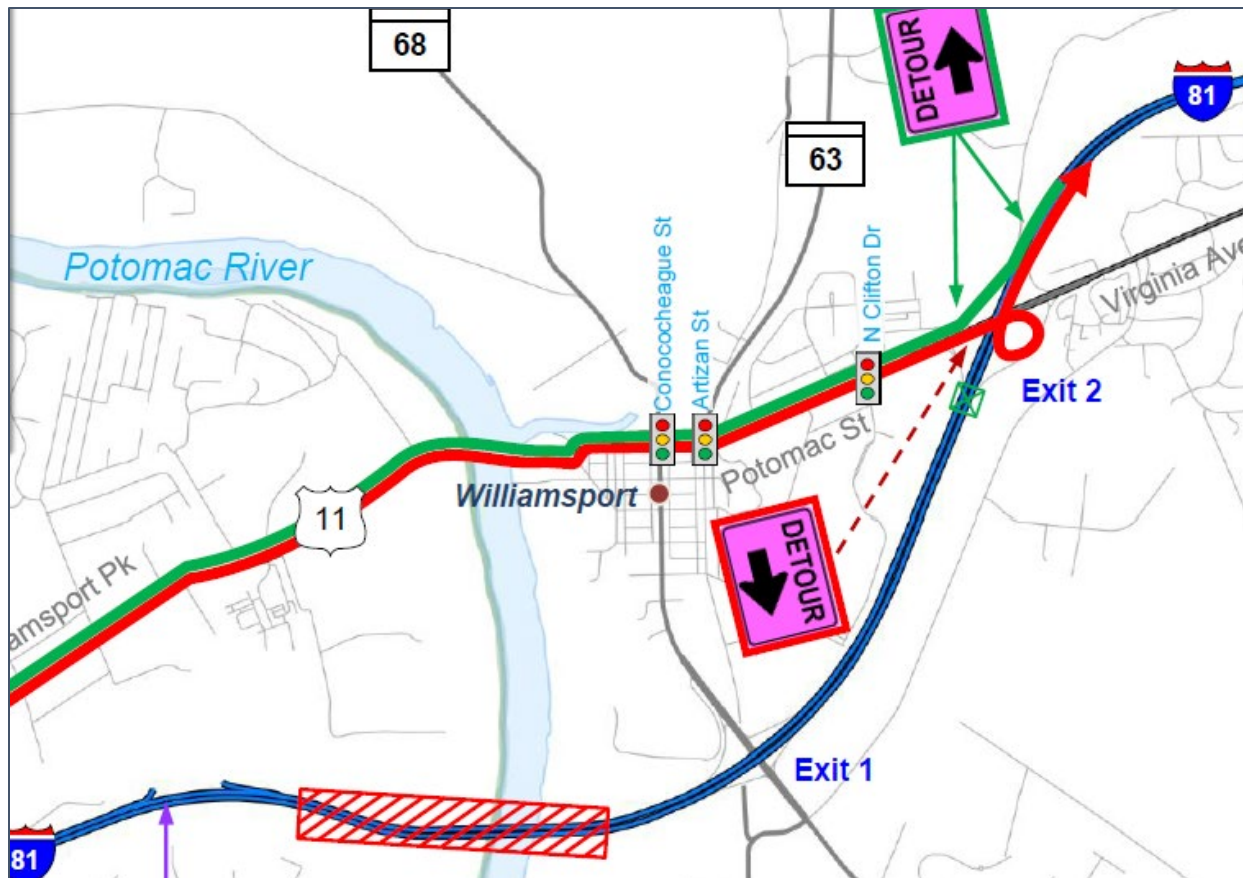 68
DETOUR
81
63
Conococheague St
Artizan St
N Clifton Dr
Potomac River
Virginia Ave
Exit 2
Potomac St
Williamsport
11
DETOUR
amsport Pk
Exit 1
81